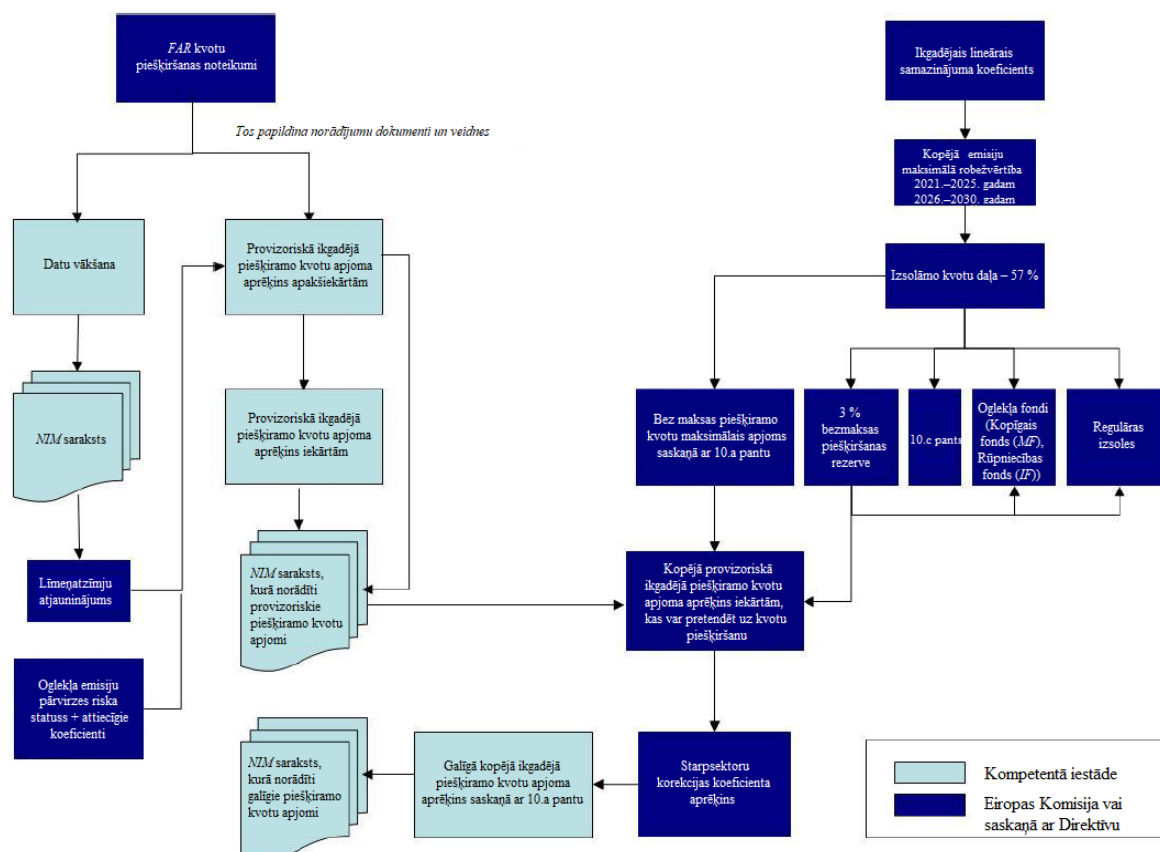 FAR kvotu
piešķiršanas noteikumi
Tos papildina norādījumu dokumenti un veidnes
Datu vākšana
Provizoriskā ikgadējā
piešķiramo kvotu apjoma
aprēķins apakšiekārtām
NIM saraksts
Provizoriskā ikgadējā
piešķiramo kvotu apjoma
aprēķins iekārtām
Līmeņatzīmju
atjauninājums
NIM saraksts,
kurā norādīti
provizoriskie
piešķiramo kvotu
apjomi
Oglekļa emisiju
pārvirzes riska
statuss + attiecīgie
koeficienti
Ikgadējais lineārais
samazinājuma koeficients
Kopējā emisiju
maksimālā robežvērtība
2021.–2025. gadam
2026.–2030. gadam
Izsolāmo kvotu daļa – 57 %
Bez maksas piešķiramo
kvotu maksimālais apjoms
saskaņā ar 10.a pantu
3 %
bezmaksas
piešķiršanas
rezerve
10.c pants
Oglekļa fondi
(Kopīgais
fonds (MF),
Rūpniecības
fonds (IF))
Regulāras
izsoles
Kopējā provizoriskā
ikgadējā piešķiramo kvotu
apjoma aprēķins iekārtām,
kas var pretendēt uz kvotu
piešķiršanu
Starpsektoru
korekcijas koeficienta
aprēķins
Galīgā kopējā ikgadējā
piešķiramo kvotu apjoma
aprēķins saskaņā ar 10.a pantu
NIM saraksts,
kurā norādīti
galīgie piešķiramo
kvotu apjomi
Kompetentā iestāde
Eiropas Komisija vai
saskaņā ar Direktīvu